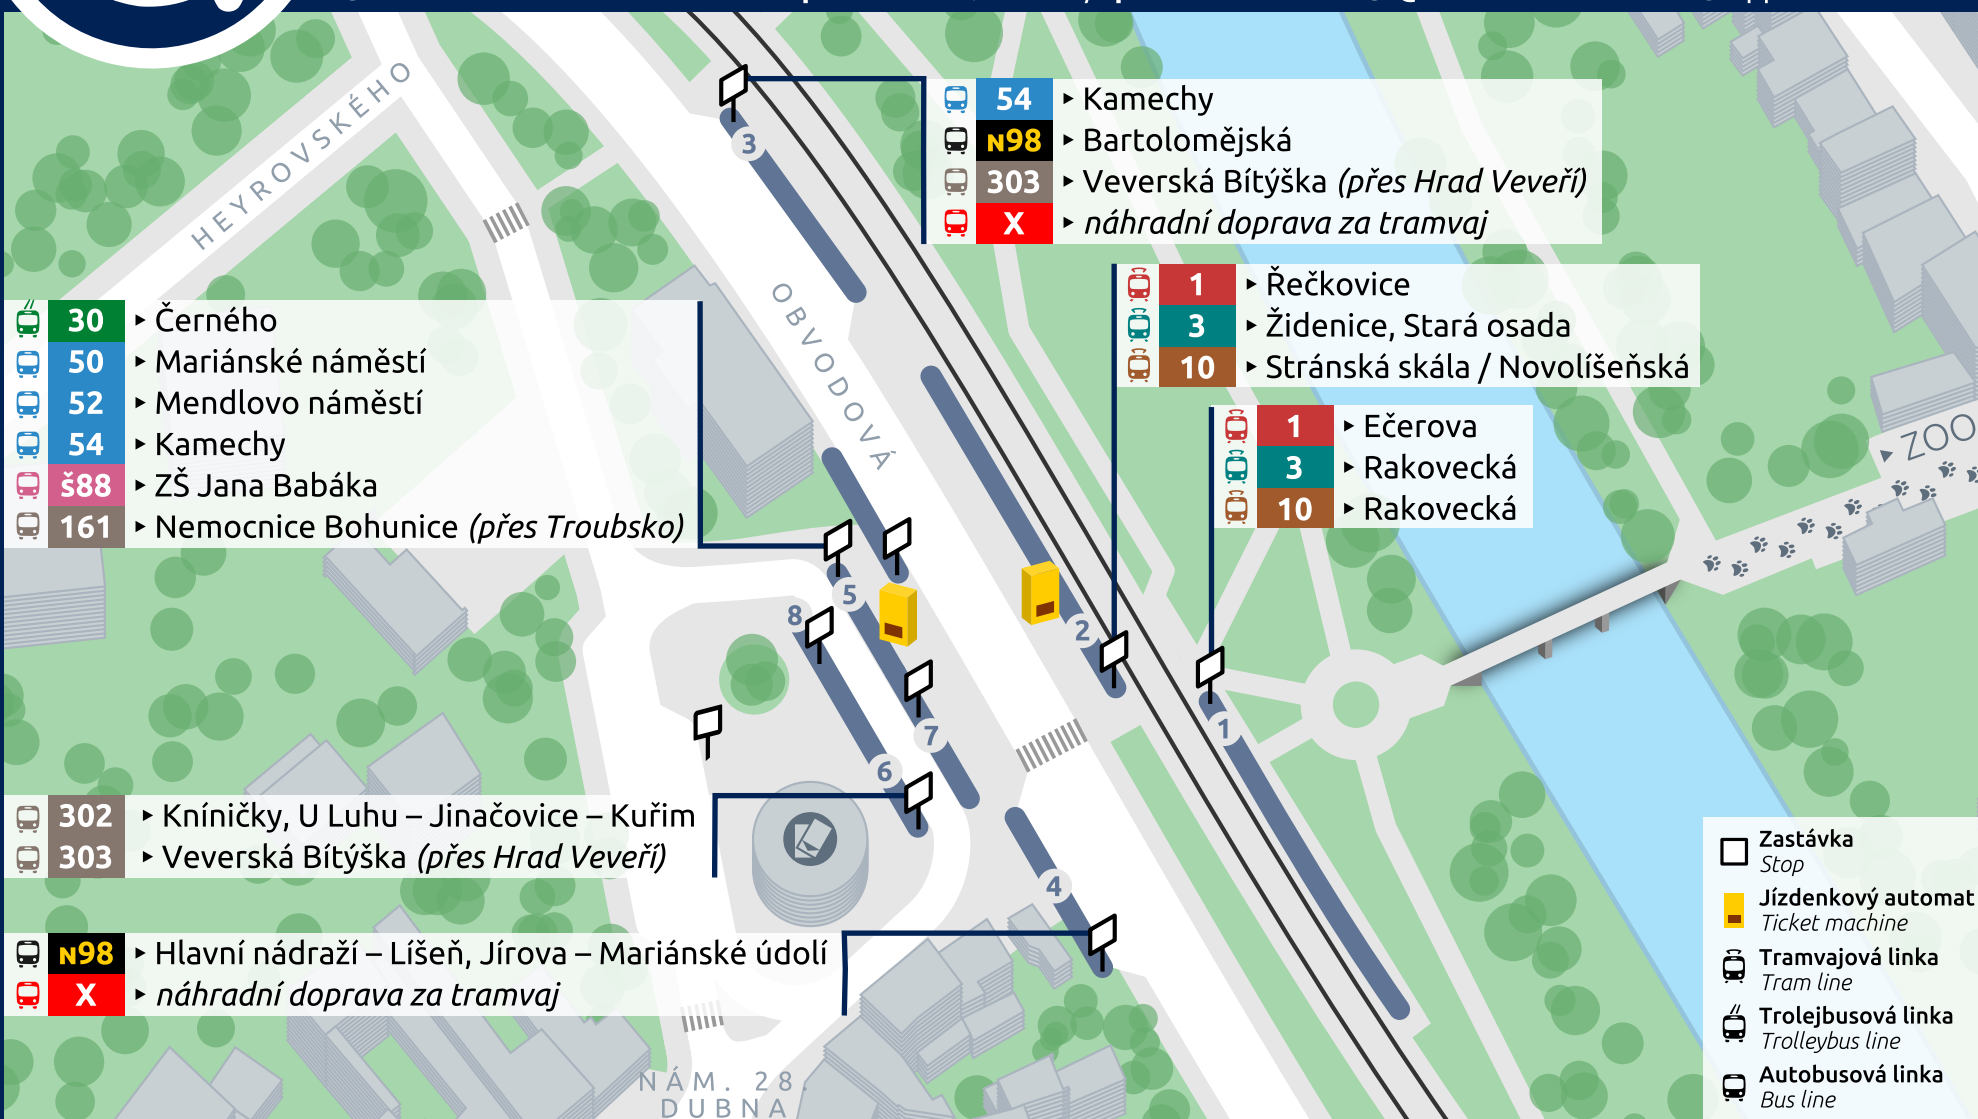 HEYROVSKÉHO
3
54 ▸ Kamechy
N98 ▸ Bartolomějská
303 ▸ Veverská Bítýška (přes Hrad Veveří)
X ▸ náhradní doprava za tramvaj
OBVODOVÁ
1 ▸ Řečkovice
3 ▸ Židenice, Stará osada
10 ▸ Stránská skála / Novolíšeňská
30 ▸ Černého
50 ▸ Mariánské náměstí
52 ▸ Mendlovo náměstí
54 ▸ Kamechy
š88 ▸ ZŠ Jana Babáka
161 ▸ Nemocnice Bohunice (přes Troubsko)
1 ▸ Ečerova
3 ▸ Rakovecká
10 ▸ Rakovecká
ZOO
5
8
2
1
7
6
302 ▸ Kníničky, U Luhu – Jinačovice – Kuřim
303 ▸ Veverská Bítýška (přes Hrad Veveří)
4
N98 ▸ Hlavní nádraží – Líšeň, Jírova – Mariánské údolí
X ▸ náhradní doprava za tramvaj
NÁM. 28.
DUBNA
Zastávka
Stop
Jízdenkový automat
Ticket machine
Tramvajová linka
Tram line
Trolejbusová linka
Trolleybus line
Autobusová linka
Bus line